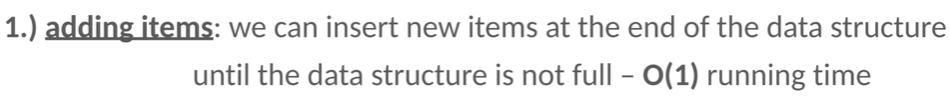 1.) adding items: we can insert new items at the end of the data structure
until the data structure is not full – O(1) running time